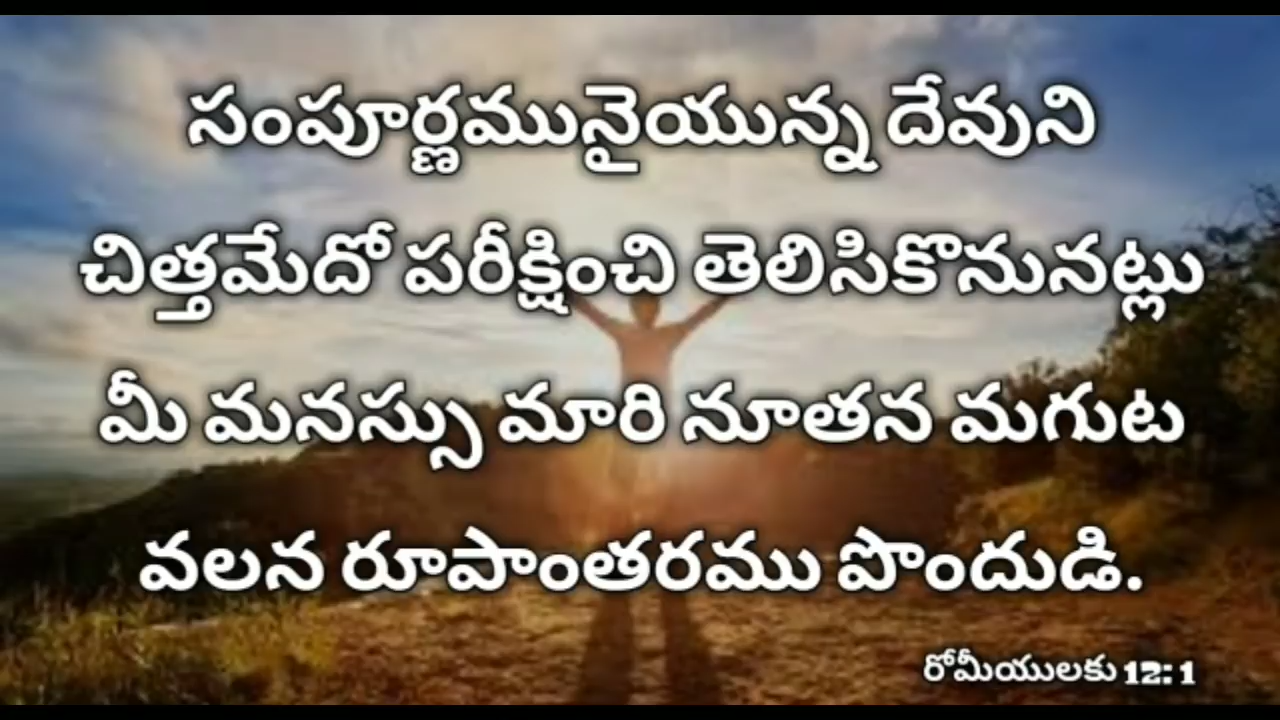 సంపూర్ణమునైయున్న దేవుని
చిత్తమేదో పరీక్షించి తెలిసికొనునట్లు
మీ మనస్సు మారి నూతన మగుట
వలన రూపాంతరము పొందుడి.
రోమీయులకు 12: 1